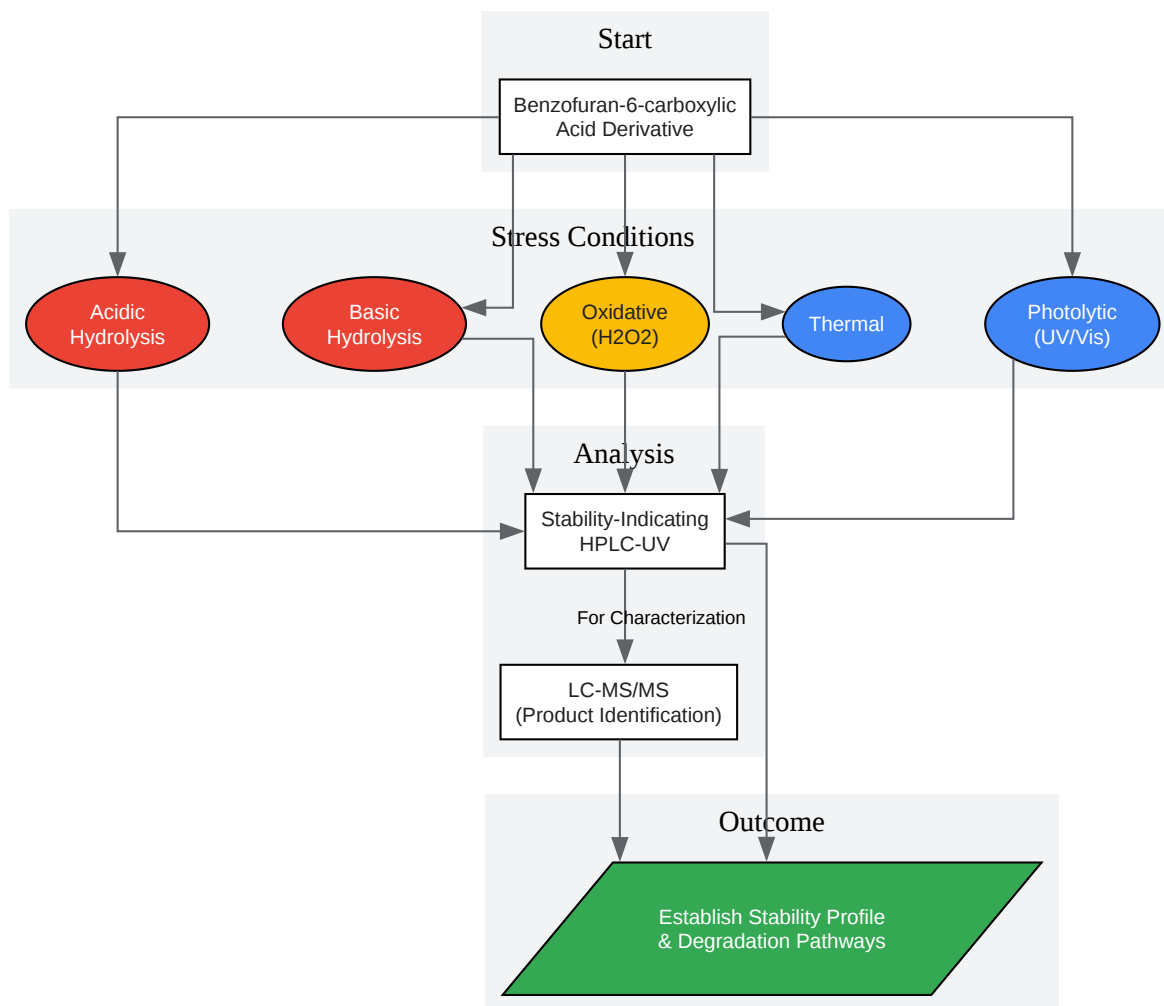 Start
Benzofuran-6-carboxylic
Acid Derivative
Stress Conditions
Acidic
Hydrolysis
Basic
Hydrolysis
Oxidative
(H2O2)
Thermal
Photolytic
(UV/Vis)
Analysis
Stability-Indicating
HPLC-UV
For Characterization
LC-MS/MS
(Product Identification)
Outcome
Establish Stability Profile
& Degradation Pathways